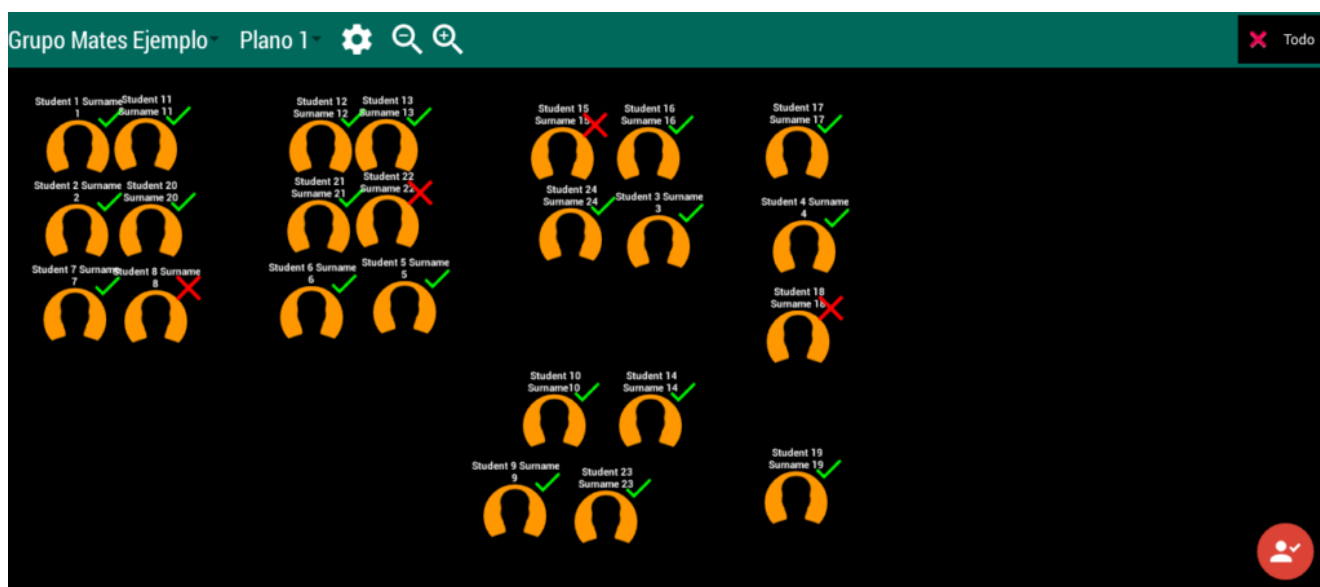 Grupo Mates Ejemplo
Plano 1
Todo
Student 1 Surname
1
Student 11
Surname 11
Student 12
Surname 12
Student 13
Surname 13
Student 15
Surname 15
Student 16
Surname 16
Student 17
Surname 17
Student 2 Surname
2
Student 20
Surname 20
Student 21
Surname 21
Student 22
Surname 22
Student 24
Surname 24
Student 3 Surname
3
Student 4 Surname
4
Student 7 Surname
7
Student 8 Surname
8
Student 6 Surname
6
Student 5 Surname
5
Student 18
Surname 18
Student 10
Surname10
Student 14
Surname 14
Student 9 Surname
9
Student 23
Surname 23
Student 19
Surname 19